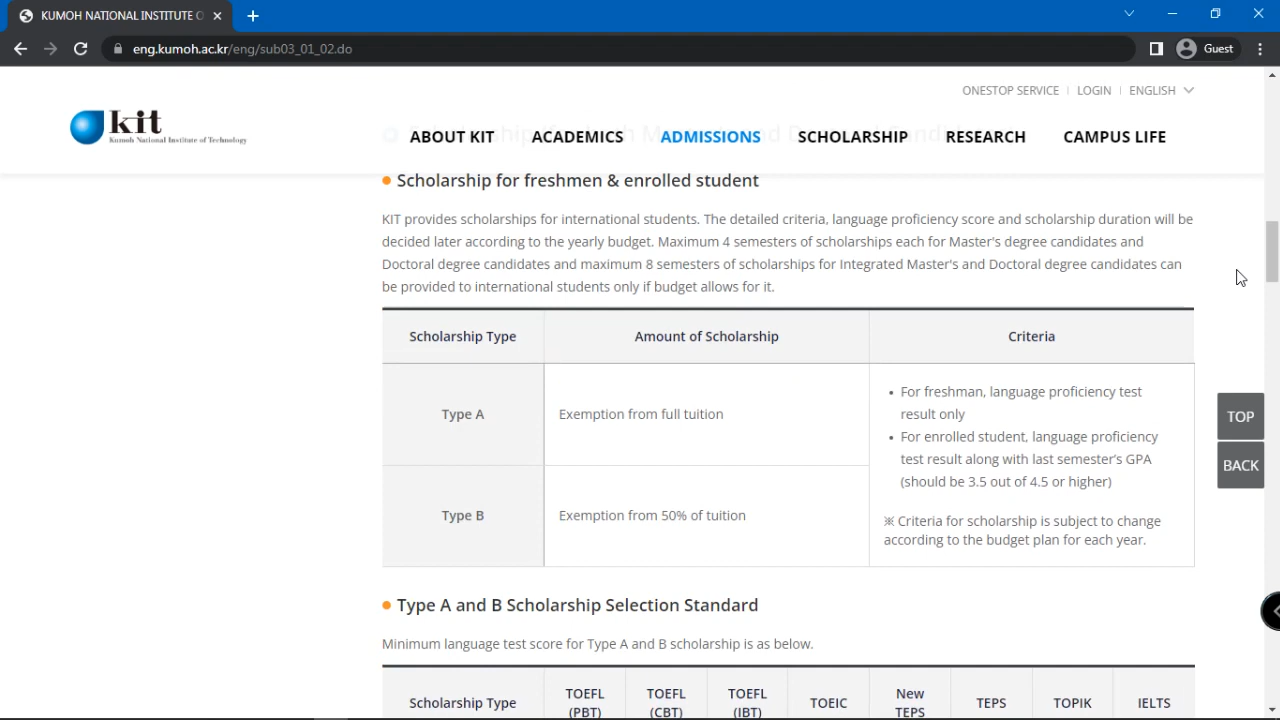 KUMOH NATIONAL INSTITUTE O
eng.kumoh.ac.kr/eng/sub03_01_02.do
Guest
ONESTOP SERVICE
LOGIN
ENGLISH
kit
Kumoh National Institute of Technology
ABOUT KIT
ACADEMICS
ADMISSIONS
SCHOLARSHIP
RESEARCH
CAMPUS LIFE
Scholarship for freshmen & enrolled student
KIT provides scholarships for international students. The detailed criteria, language proficiency score and scholarship duration will be
decided later according to the yearly budget. Maximum 4 semesters of scholarships each for Master's degree candidates and
Doctoral degree candidates and maximum 8 semesters of scholarships for Integrated Master's and Doctoral degree candidates can
be provided to international students only if budget allows for it.
Scholarship Type
Amount of Scholarship
Criteria
Type A
Exemption from full tuition
• For freshman, language proficiency test
result only
• For enrolled student, language proficiency
test result along with last semester's GPA
(should be 3.5 out of 4.5 or higher)
※ Criteria for scholarship is subject to change
according to the budget plan for each year.
Type B
Exemption from 50% of tuition
TOP
BACK
Type A and B Scholarship Selection Standard
Minimum language test score for Type A and B scholarship is as below.
Scholarship Type
TOEFL
(PBT)
TOEFL
(CBT)
TOEFL
(IBT)
TOEIC
New
TEPS
TEPS
TOPIK
IELTS